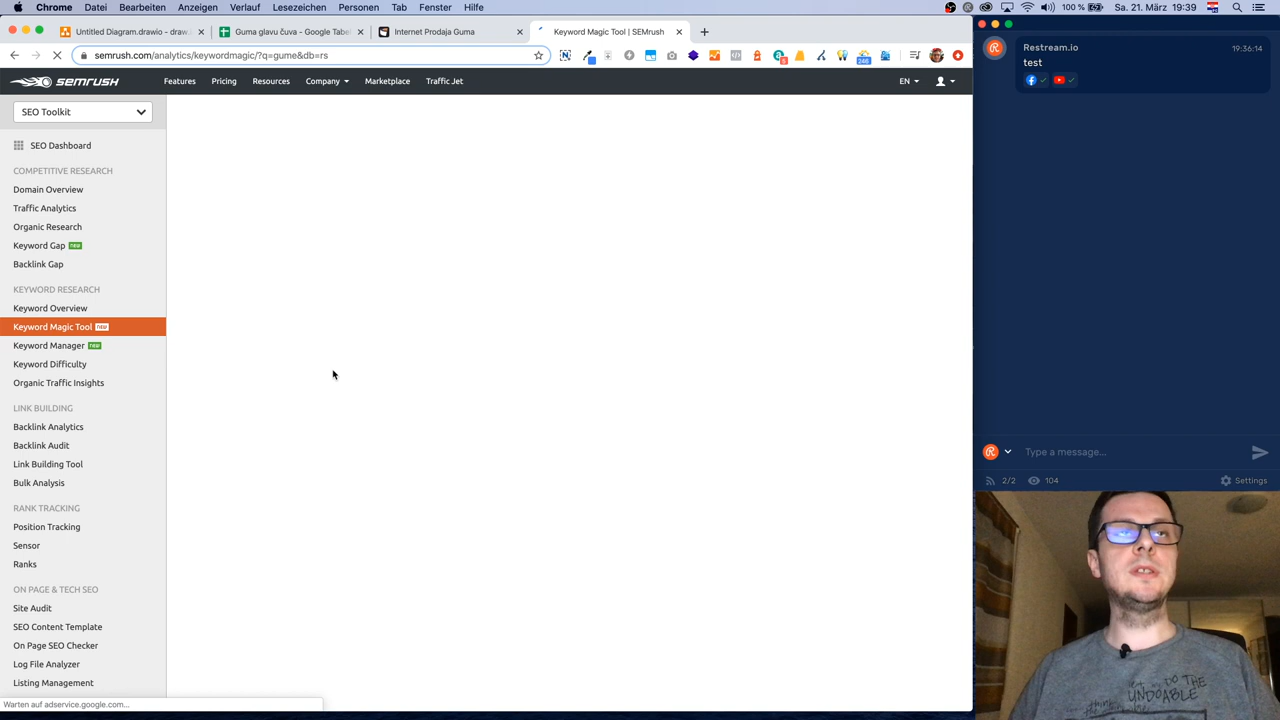 Chrome Datei Bearbeiten Anzeigen Verlauf Lesezeichen Personen Tab Fenster Hilfe
100 % Sa. 21. März 19:39
Untitled Diagram.drawio - draw.i
Guma glavu čuva - Google Tabel
Internet Prodaja Guma
Keyword Magic Tool | SEMrush
semrush.com/analytics/keywordmagic/?q=gume&db=rs
246
SEMRUSH
Features Pricing Resources Company Marketplace Traffic Jet
EN
SEO Toolkit
SEO Dashboard
COMPETITIVE RESEARCH
Domain Overview
Traffic Analytics
Organic Research
Keyword Gap new
Backlink Gap
KEYWORD RESEARCH
Keyword Overview
Keyword Magic Tool new
Keyword Manager new
Keyword Difficulty
Organic Traffic Insights
LINK BUILDING
Backlink Analytics
Backlink Audit
Link Building Tool
Bulk Analysis
RANK TRACKING
Position Tracking
Sensor
Ranks
ON PAGE & TECH SEO
Site Audit
SEO Content Template
On Page SEO Checker
Log File Analyzer
Listing Management
Warten auf adservice.google.com...
Restream.io 19:36:14
test
Type a message...
2/2 104 Settings
DO THE
UNDOABLE